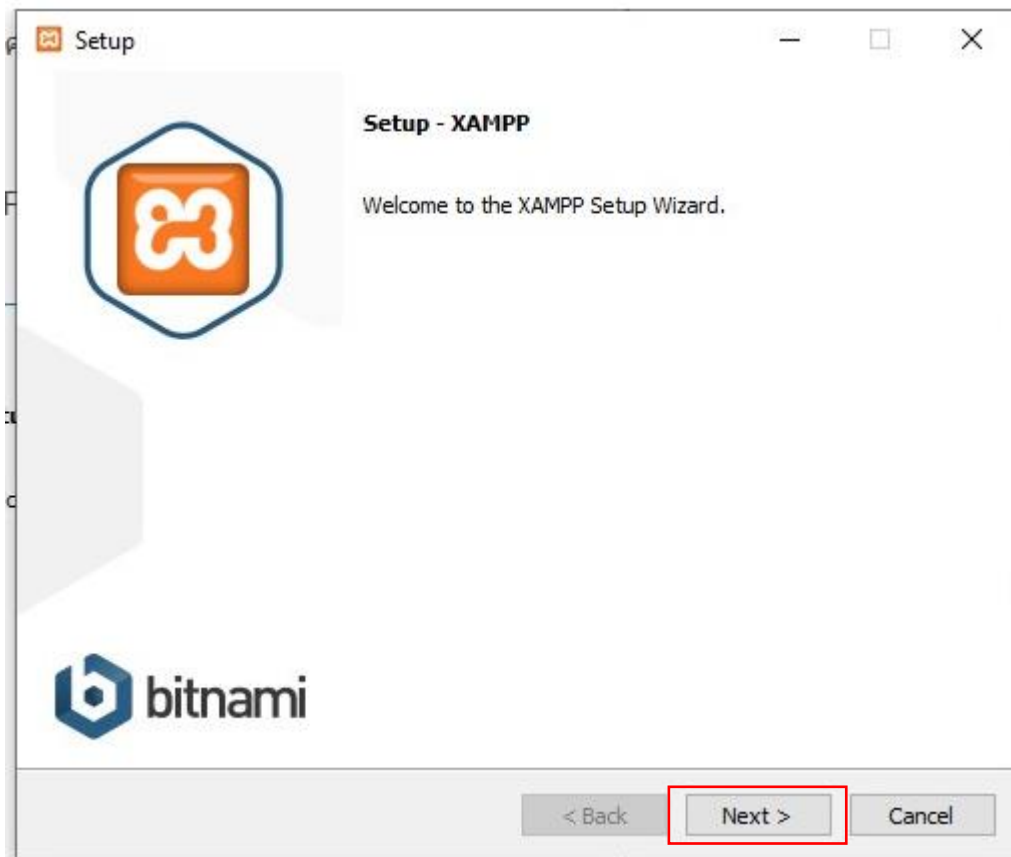 Setup
Setup - XAMPP
Welcome to the XAMPP Setup Wizard.
bitnami
< Back
Next >
Cancel